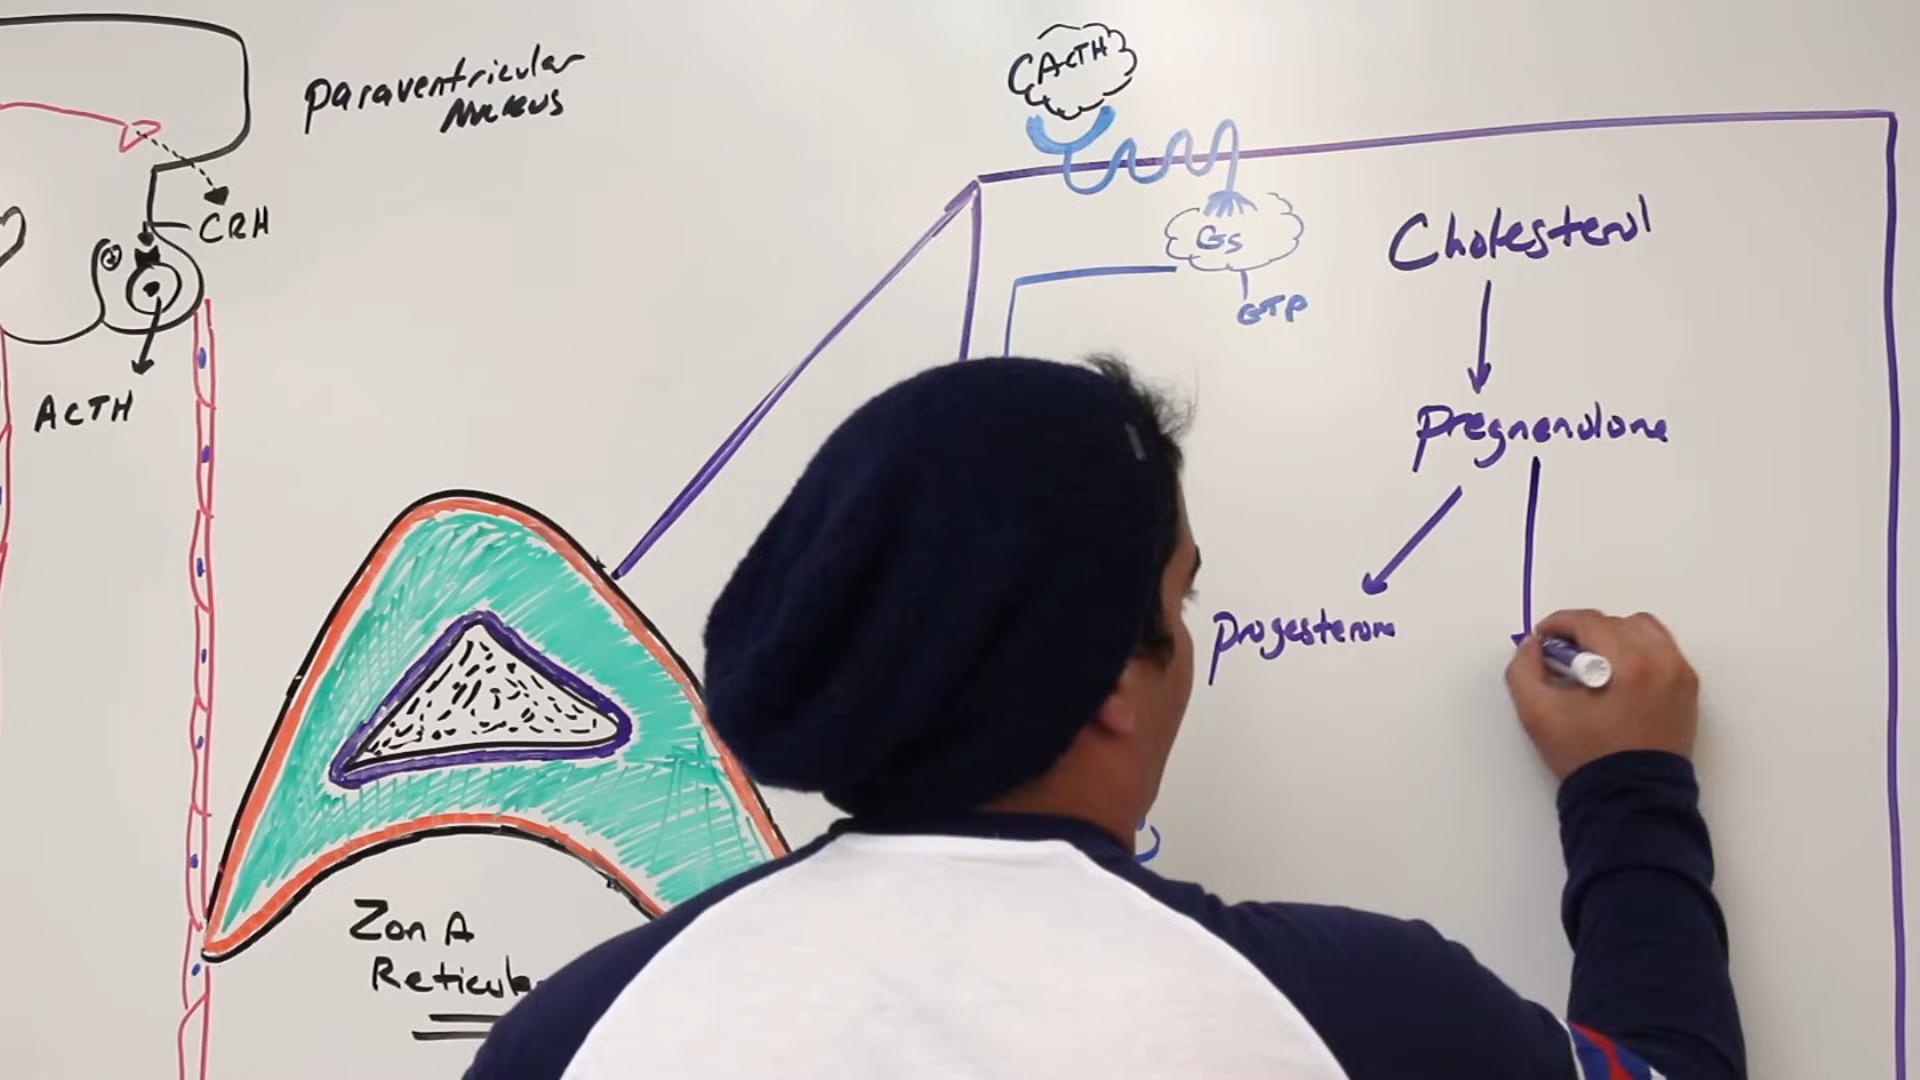 Paraventricular
Nucleus
CRH
ACTH
ACTH
Gs
GTP
Cholesterol
Pregnenolone
Progesterone
Zona
Reticula